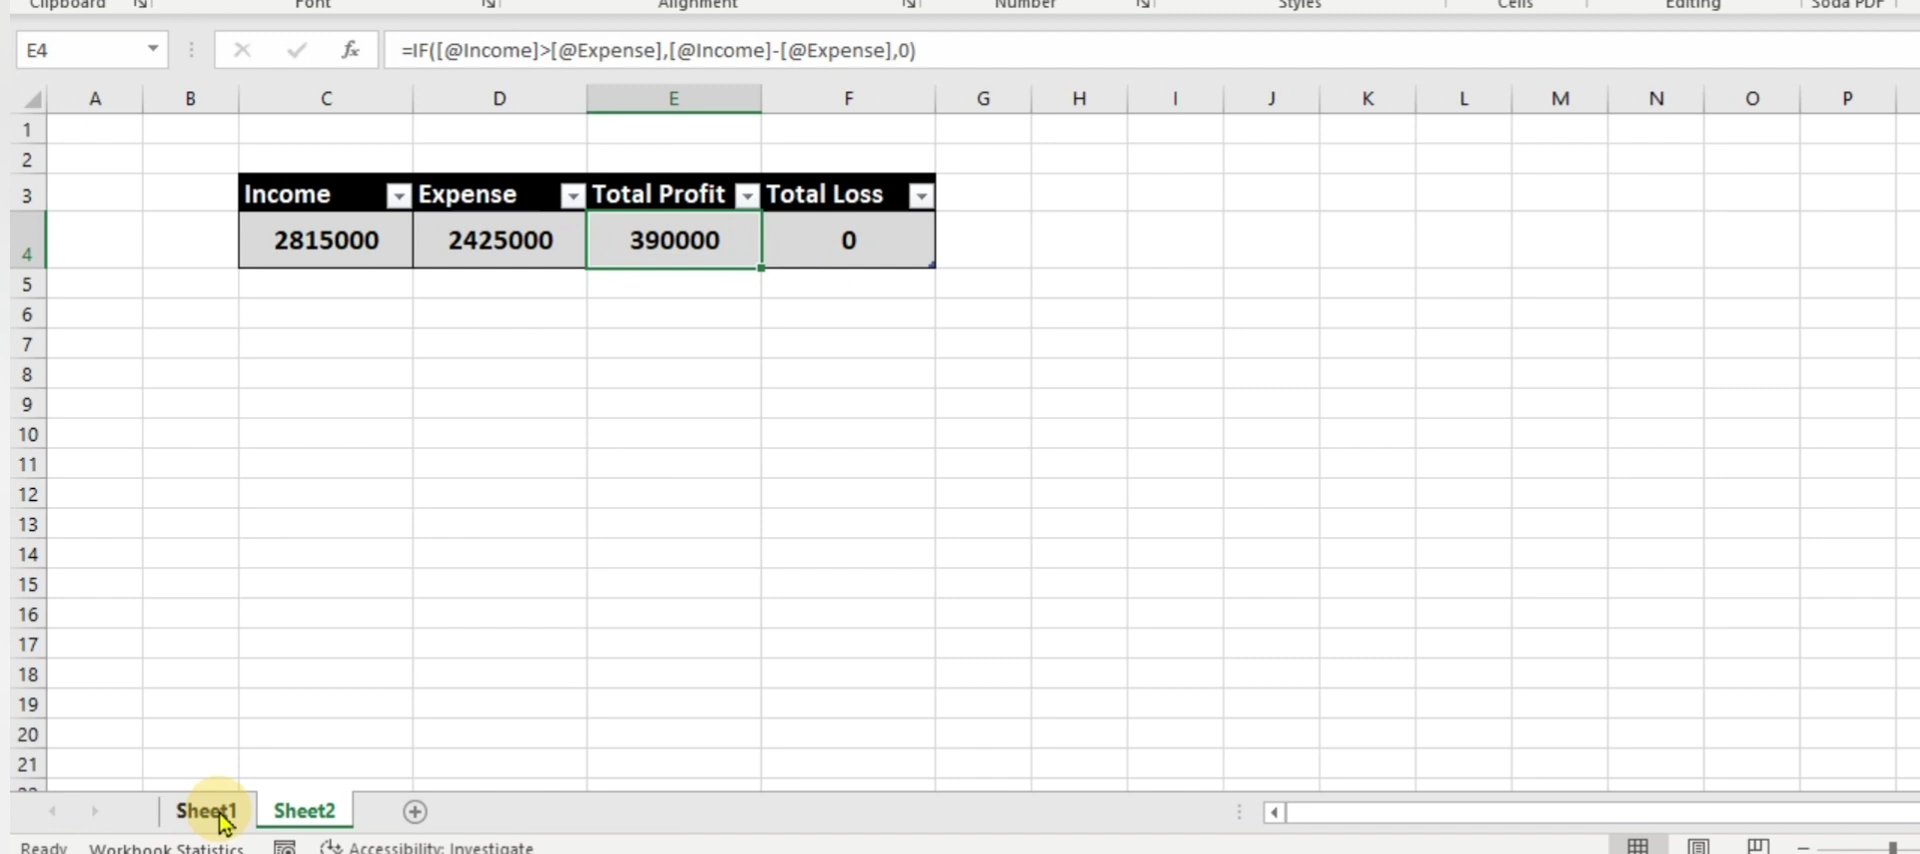 Clipboard Font Alignment Number Styles Cells Editing Soda PDF
E4 fx =IF([@Income]>[@Expense],[@Income]-[@Expense],0)
A B C D E F G H I J K L M N O P
1
2
3 Income Expense Total Profit Total Loss
4 2815000 2425000 390000 0
5
6
7
8
9
10
11
12
13
14
15
16
17
18
19
20
21
22
Sheet1 Sheet2
Ready Workbook Statistics Accessibility: Investigate